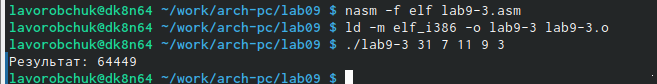 lavorobchuk@dk8n64 ~/work/arch-pc/lab09 $ nasm -f elf lab9-3.asm
lavorobchuk@dk8n64 ~/work/arch-pc/lab09 $ ld -m elf_i386 -o lab9-3 lab9-3.o
lavorobchuk@dk8n64 ~/work/arch-pc/lab09 $ ./lab9-3 31 7 11 9 3
Результат: 64449
lavorobchuk@dk8n64 ~/work/arch-pc/lab09 $